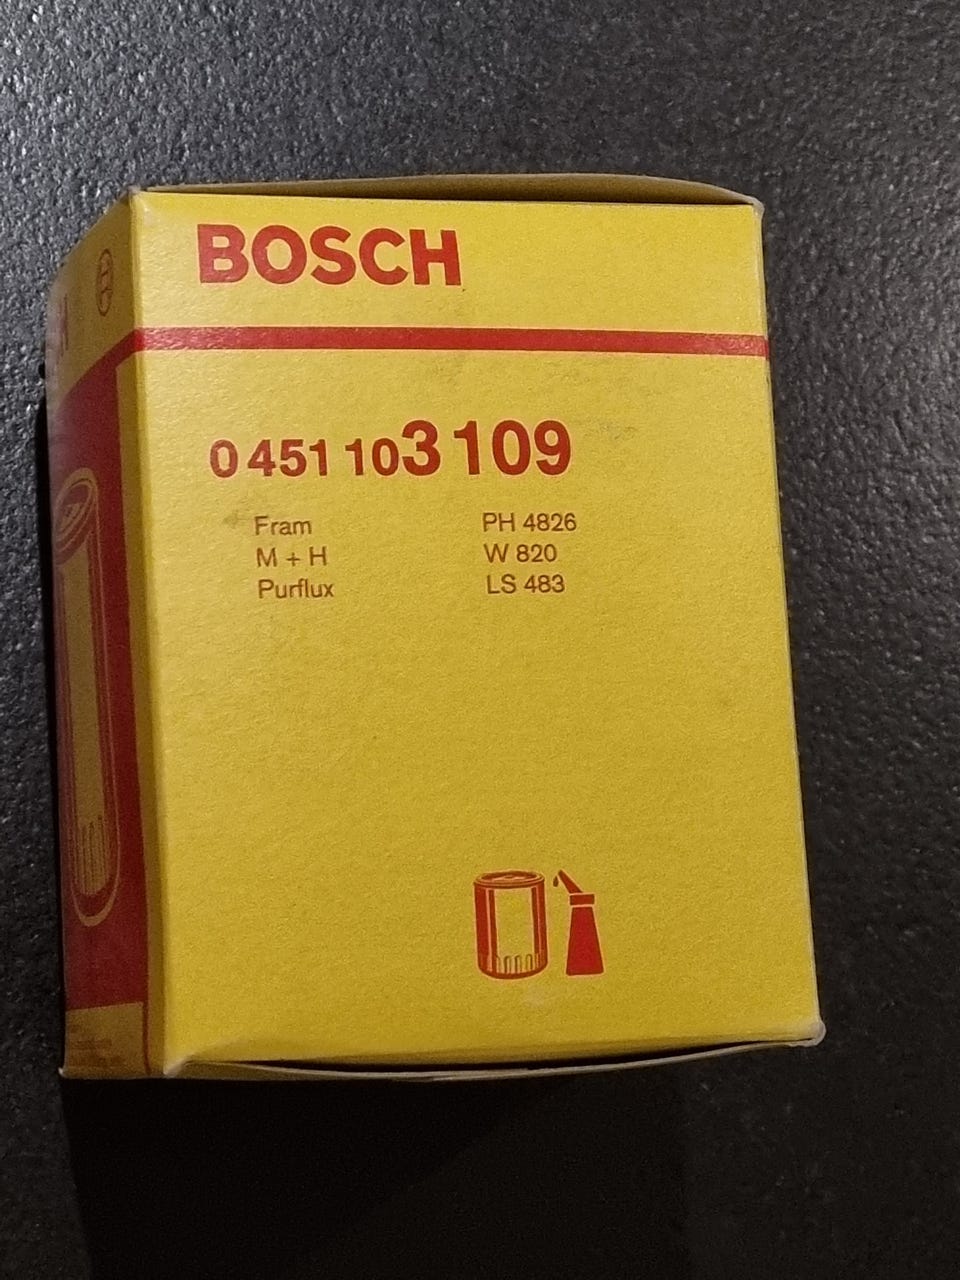 BOSCH
0 451 103 109
Fram PH 4826
M + H W 820
Purflux LS 483